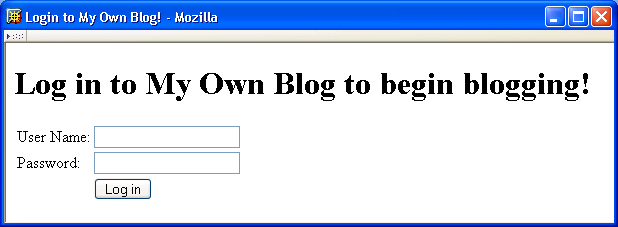 Login to My Own Blog! - Mozilla
Log in to My Own Blog to begin blogging!
User Name:
Password:
Log in